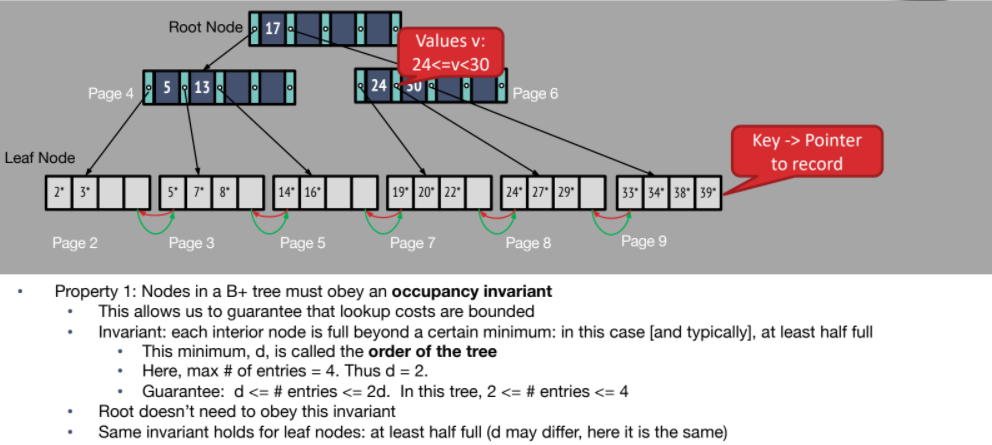 Root Node
17
Values v:
24<=v<30
Page 4
5 13
24 30
Page 6
Leaf Node
Key -> Pointer
to record
2* 3*
5* 7* 8*
14* 16*
19* 20* 22*
24* 27* 29*
33* 34* 38* 39*
Page 2
Page 3
Page 5
Page 7
Page 8
Page 9
• Property 1: Nodes in a B+ tree must obey an occupancy invariant
• This allows us to guarantee that lookup costs are bounded
• Invariant: each interior node is full beyond a certain minimum: in this case [and typically], at least half full
• This minimum, d, is called the order of the tree
• Here, max # of entries = 4. Thus d = 2.
• Guarantee: d <= # entries <= 2d. In this tree, 2 <= # entries <= 4
• Root doesn’t need to obey this invariant
• Same invariant holds for leaf nodes: at least half full (d may differ, here it is the same)